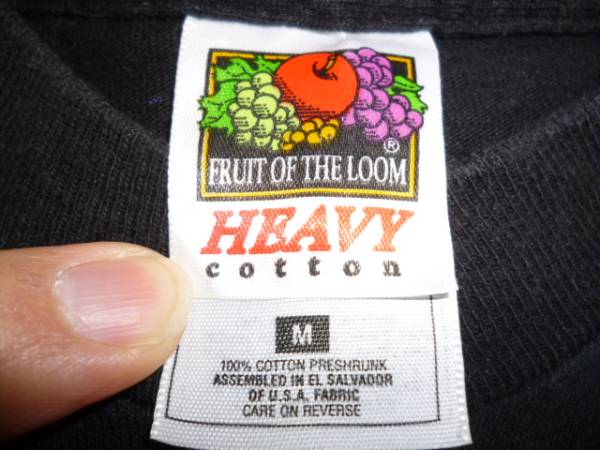 ®
FRUIT OF THE LOOM
HEAVY
cotton
M
100% COTTON PRESHRUNK
ASSEMBLED IN EL SALVADOR
OF U.S.A. FABRIC
CARE ON REVERSE